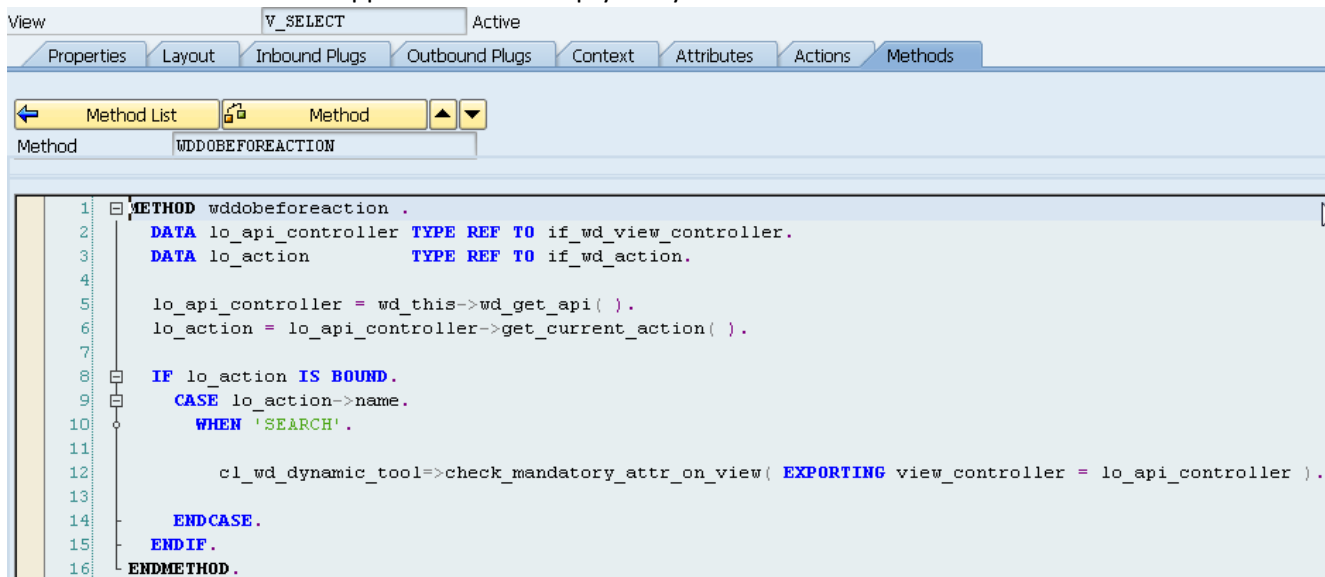 View V_SELECT Active
Properties Layout Inbound Plugs Outbound Plugs Context Attributes Actions Methods
Method List Method
Method WDDOBEFOREACTION
1 METHOD wddobeforeaction .
2 DATA lo_api_controller TYPE REF TO if_wd_view_controller.
3 DATA lo_action TYPE REF TO if_wd_action.
4
5 lo_api_controller = wd_this->wd_get_api( ).
6 lo_action = lo_api_controller->get_current_action( ).
7
8 IF lo_action IS BOUND.
9 CASE lo_action->name.
10 WHEN 'SEARCH'.
11
12 cl_wd_dynamic_tool=>check_mandatory_attr_on_view( EXPORTING view_controller = lo_api_controller ).
13
14 ENDCASE.
15 ENDIF.
16 ENDMETHOD.